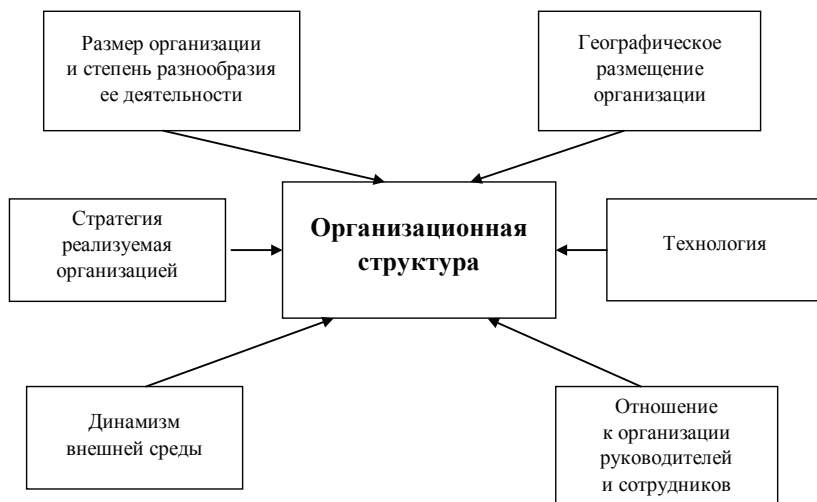 Размер организации
и степень разнообразия
ее деятельности
Географическое
размещение
организации
Стратегия
реализуемая
организацией
Организационная
структура
Технология
Динамизм
внешней среды
Отношение
к организации
руководителей
и сотрудников